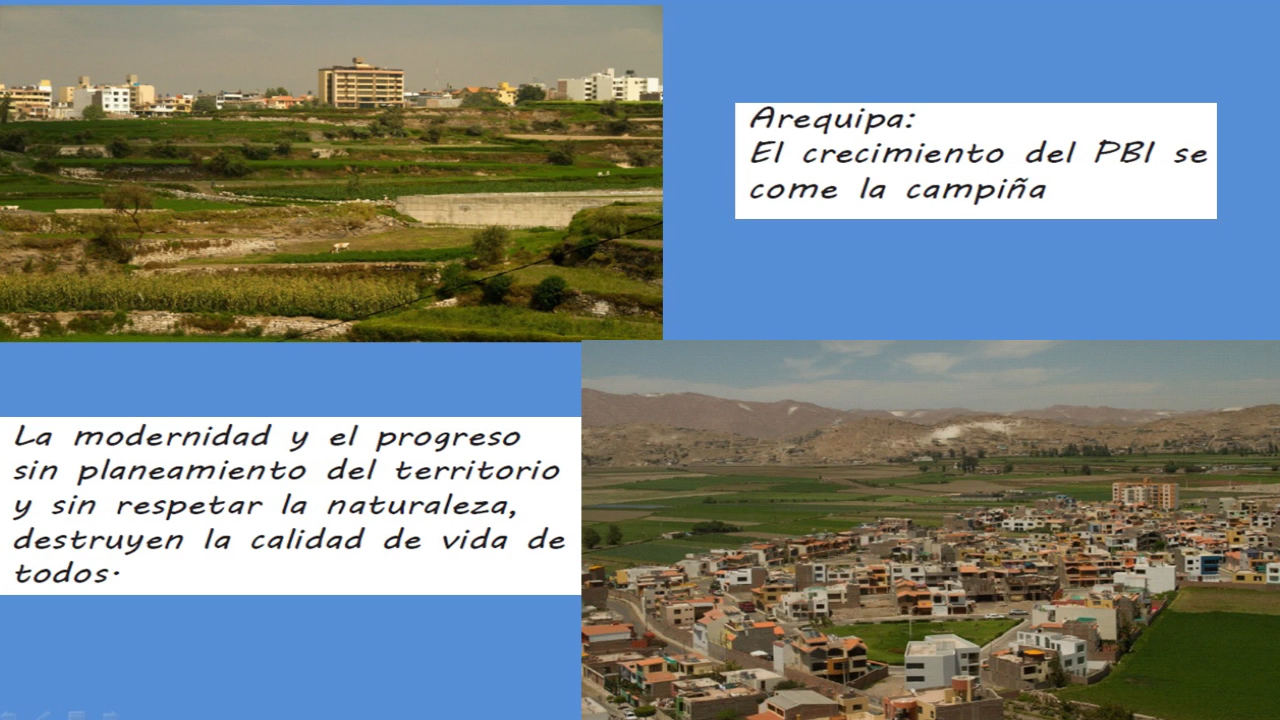 Arequipa:
El crecimiento del PBI se
come la campiña
La modernidad y el progreso
sin planeamiento del territorio
y sin respetar la naturaleza,
destruyen la calidad de vida de
todos.